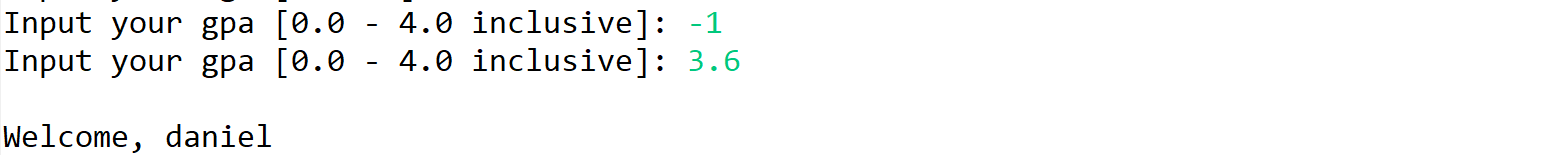 Input your gpa [0.0 - 4.0 inclusive]: -1
Input your gpa [0.0 - 4.0 inclusive]: 3.6
Welcome, daniel